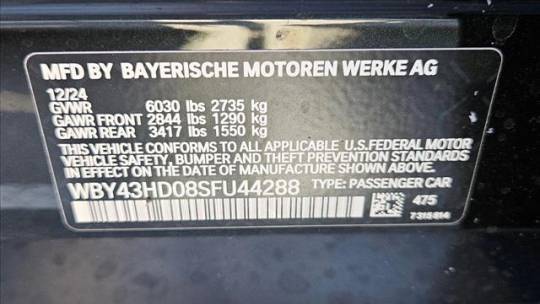 MFD BY BAYERISCHE MOTOREN WERKE AG
12/24
GVWR 6030 lbs 2735 kg
GAWR FRONT 2844 lbs 1290 kg
GAWR REAR 3417 lbs 1550 kg
THIS VEHICLE CONFORMS TO ALL APPLICABLE U.S.FEDERAL MOTOR
VEHICLE SAFETY, BUMPER AND THEFT PREVENTION STANDARDS
IN EFFECT ON THE DATE OF MANUFACTURE SHOWN ABOVE.
WBY43HD08SFU44288 TYPE: PASSENGER CAR
475
7315814